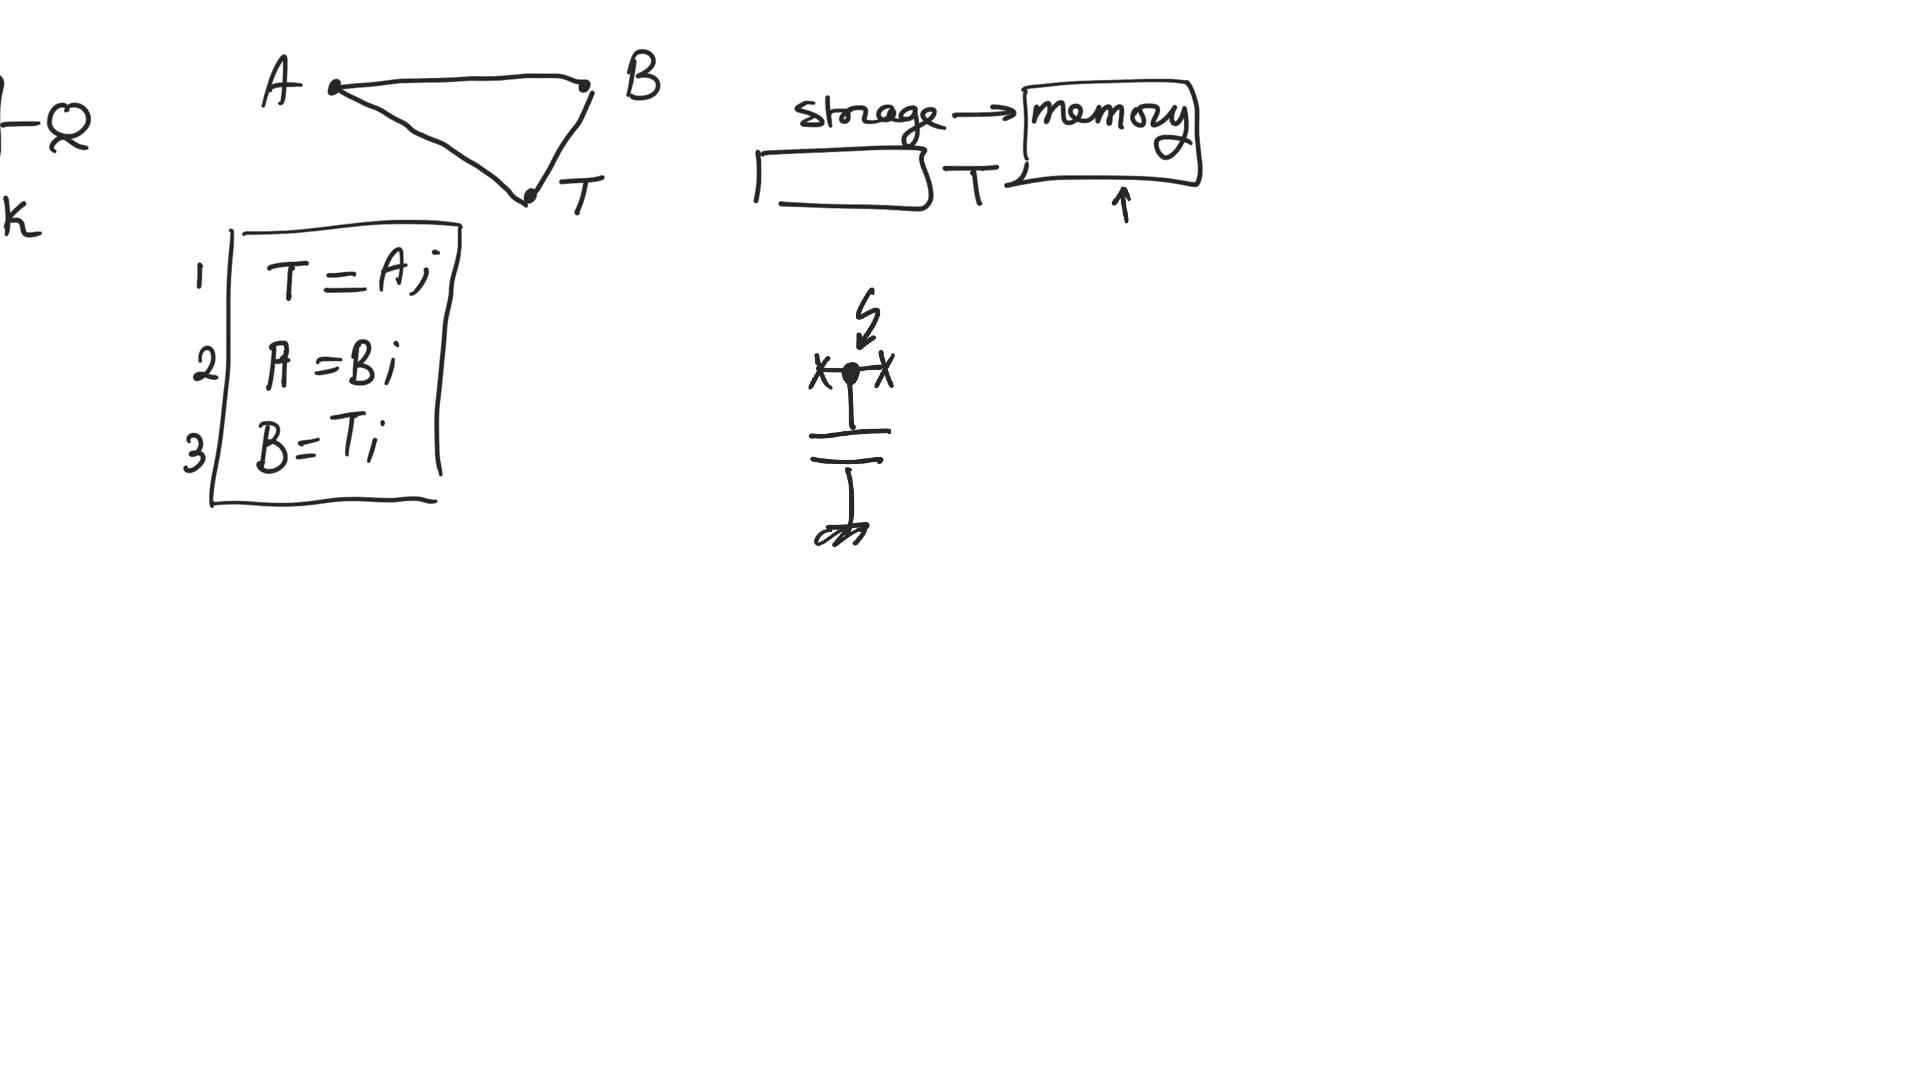 Q
k
A B
T
1 T = A;
2 A = B;
3 B = T;
storage → memory
T